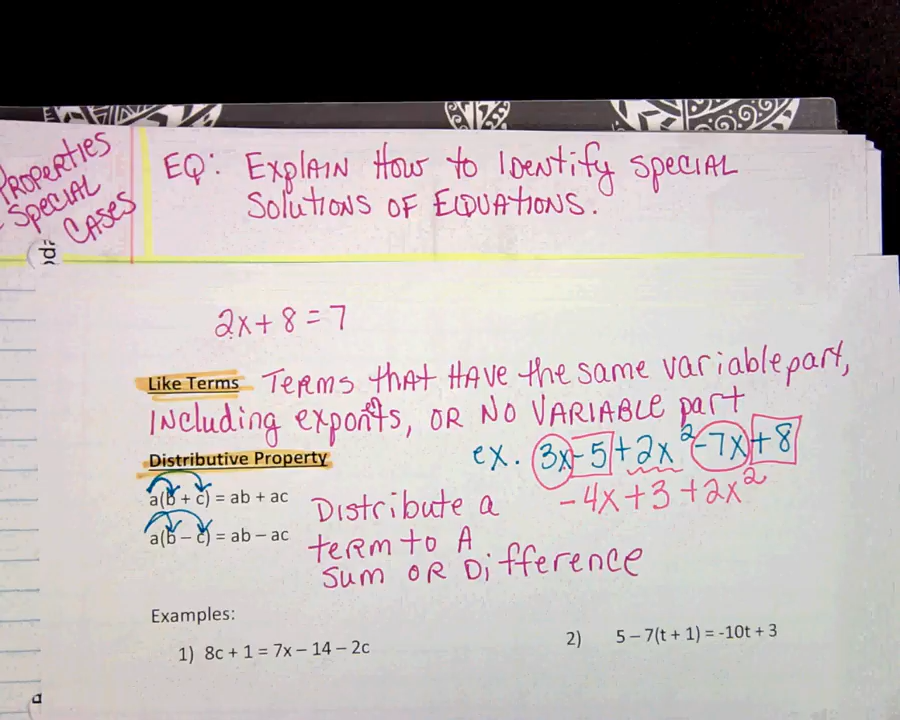 PROPERTIES
SPECIAL
CASES
EQ: EXPLAIN HOW to IDENTIFY SPECIAL
SOLUTIONS OF EQUATIONS.
2x + 8 = 7
Like Terms TERMS tHAT HAVE the same variable part,
INCluding exponts, OR NO VARIABLE part
ex. 3x - 5 + 2x² - 7x + 8
- 4x + 3 + 2x²
Distributive Property
a(b + c) = ab + ac
a(b – c) = ab – ac
Distribute a
term to A
Sum OR Difference
Examples:
1) 8c + 1 = 7x – 14 – 2c
2) 5 – 7(t + 1) = -10t + 3